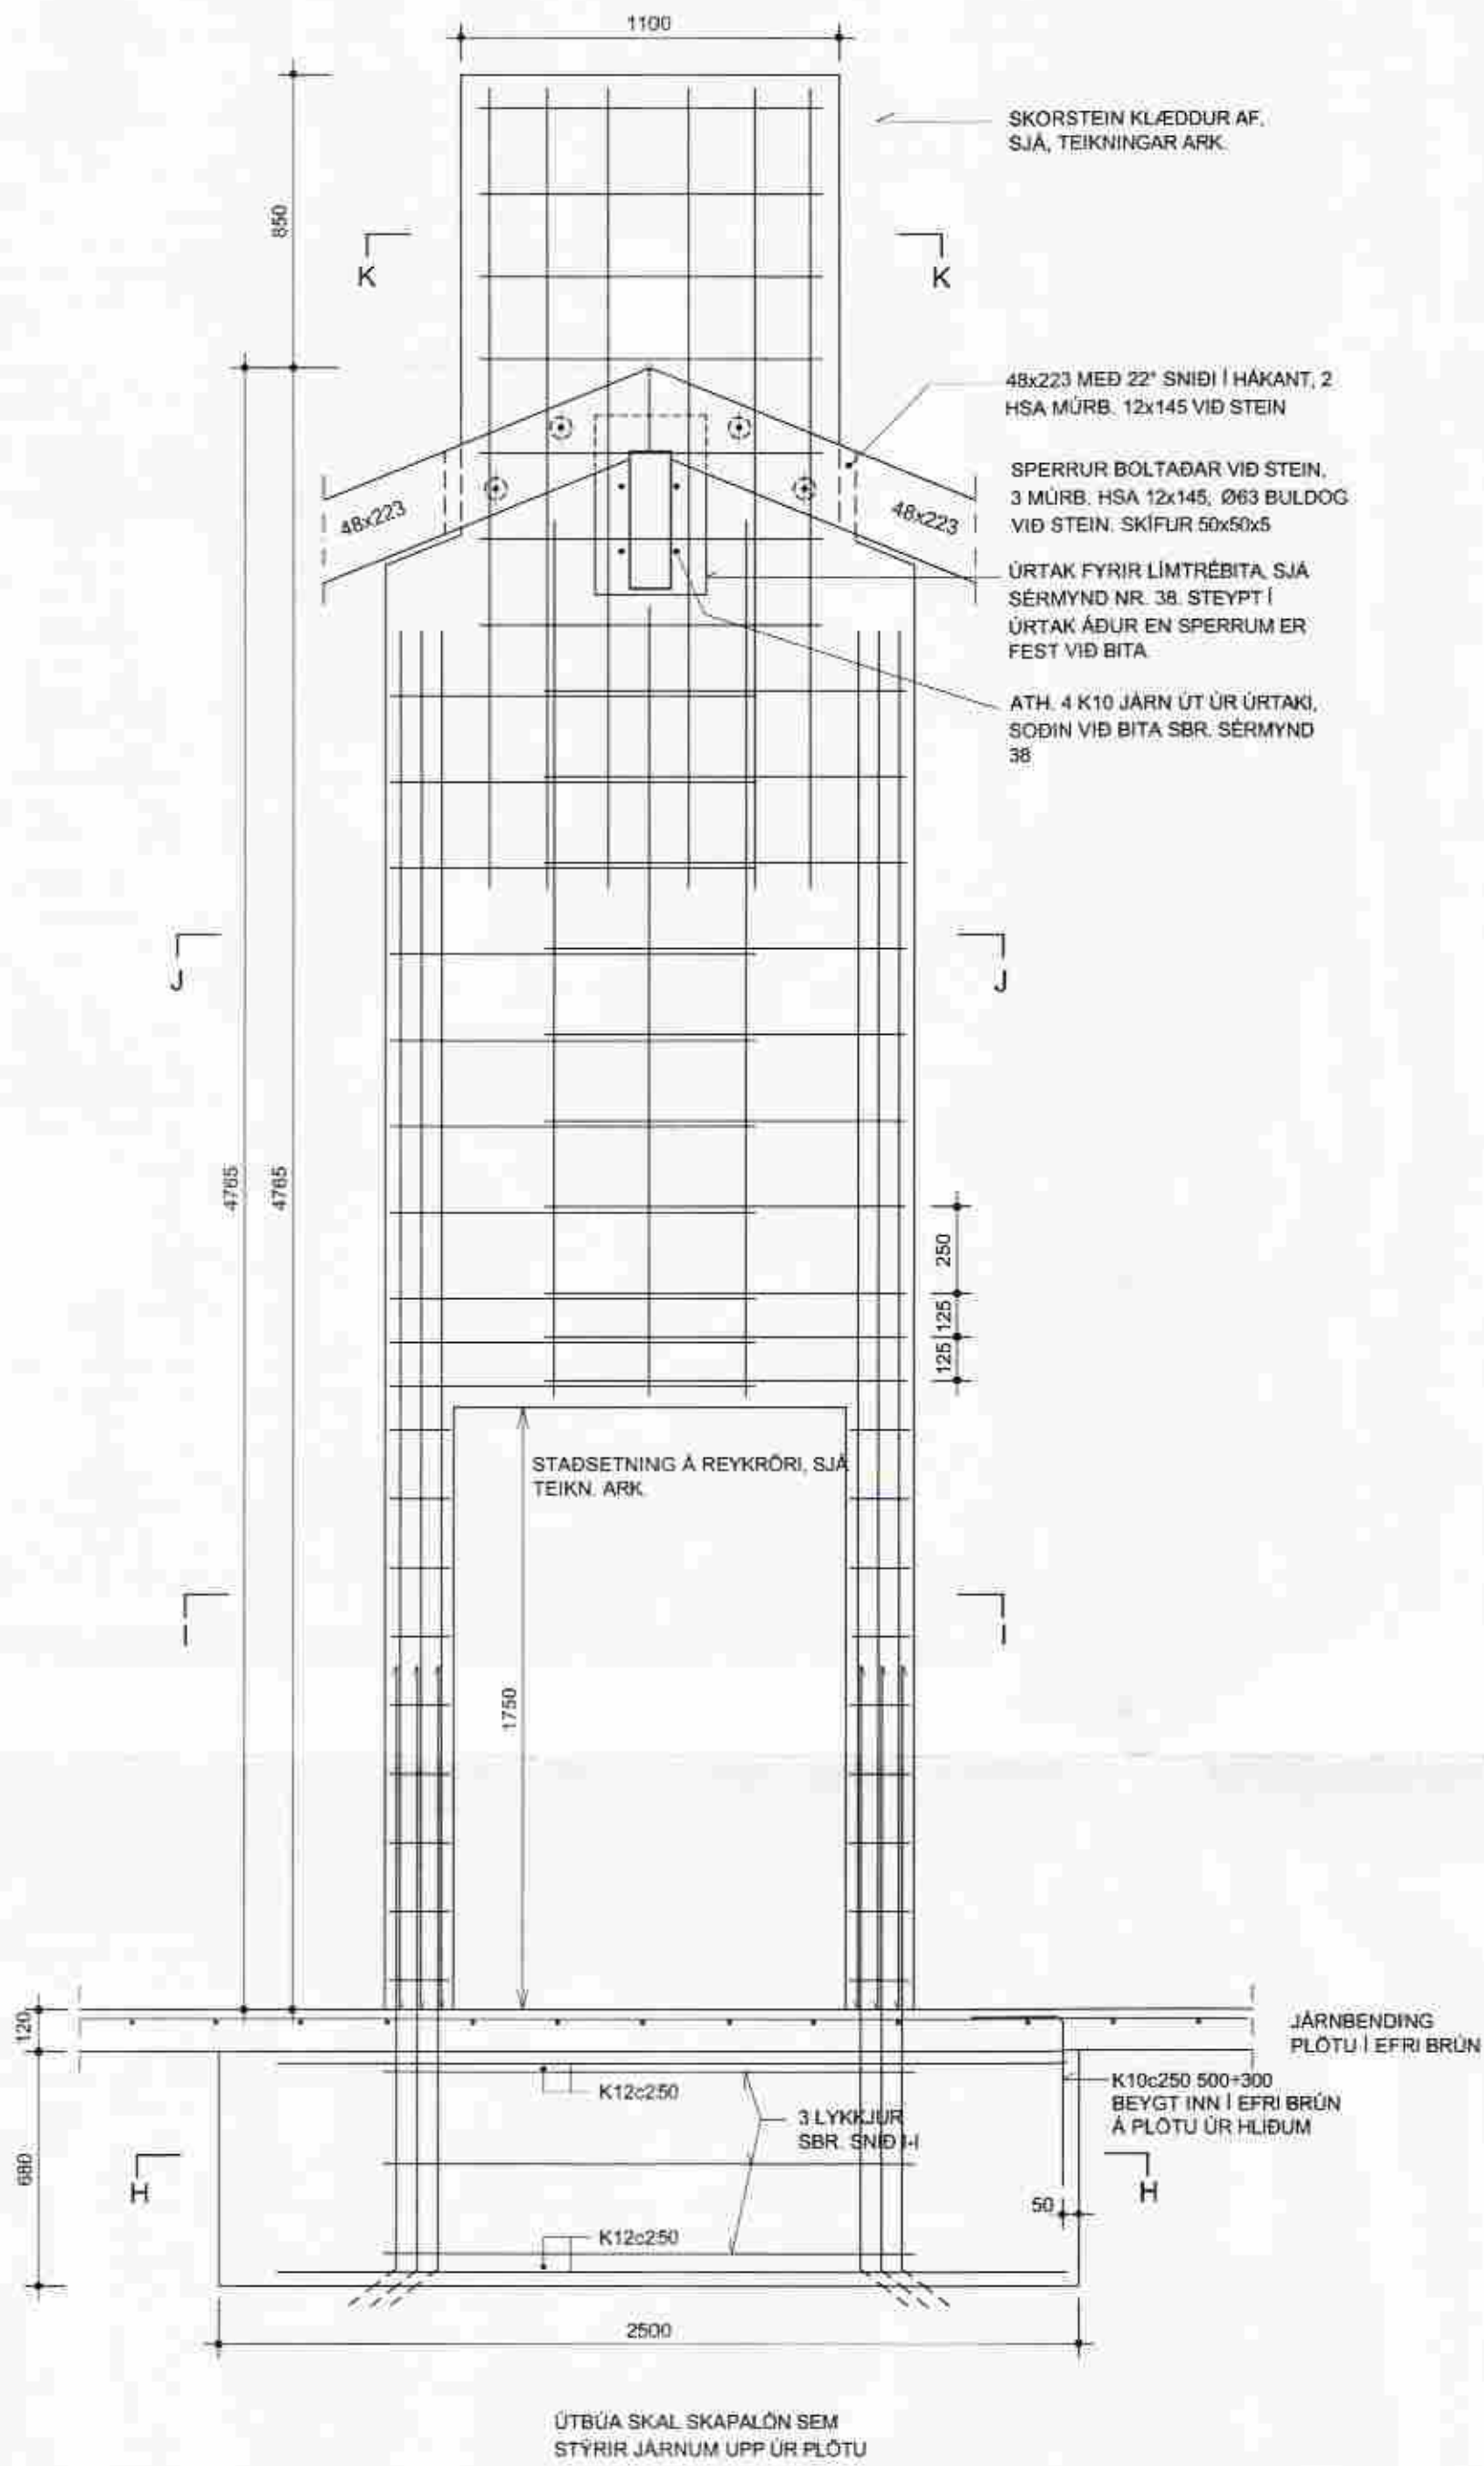 1100
SKORSTEIN KLÆDDUR AF,
SJÁ, TEIKNINGAR ARK.
850
K
K
48x223 MEÐ 22° SNIÐI Í HÁKANT, 2
HSA MÚRB. 12x145 VIÐ STEIN
SPERRUR BOLTAÐAR VIÐ STEIN,
3 MÚRB. HSA 12x145, Ø63 BULDOG
VIÐ STEIN. SKÍFUR 50x50x5
48x223
48x223
ÚRTAK FYRIR LÍMTRÉBITA, SJÁ
SÉRMYND NR. 38. STEYPT Í
ÚRTAK ÁÐUR EN SPERRUM ER
FEST VIÐ BITA.
ATH. 4 K10 JÁRN ÚT ÚR ÚRTAKI,
SOÐIN VIÐ BITA SBR. SÉRMYND
38
J
J
4765
4765
250
125
125
STAÐSETNING Á REYKRÖRI, SJÁ
TEIKN. ARK.
I
I
1750
120
JÁRNBENDING
PLÖTU Í EFRI BRÚN
K12c250
K10c250 500+300
BEYGT INN Í EFRI BRÚN
Á PLÖTU ÚR HLIÐUM
3 LYKKJUR
SBR. SNIÐ I-I
680
H
H
50
K12c250
2500
ÚTBÚA SKAL SKAPALÓN SEM
STÝRIR JÁRNUM UPP ÚR PLÖTU